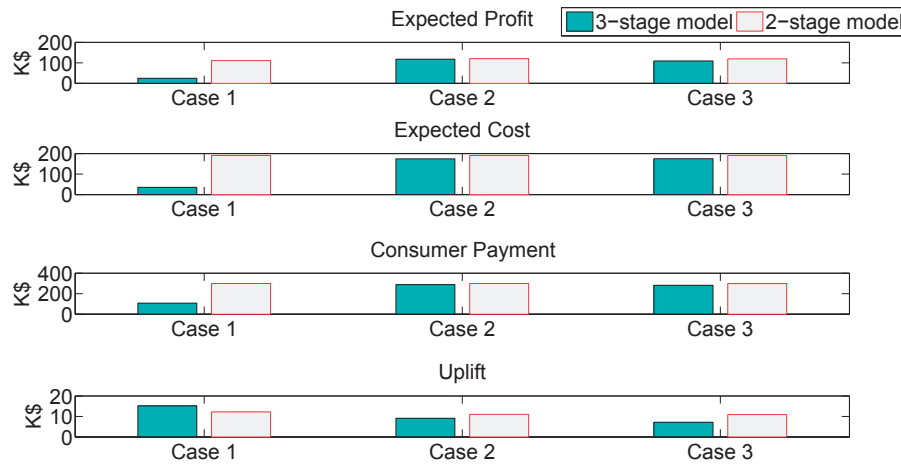 Expected Profit
3−stage model
2−stage model
200
100
0
K$
Case 1
Case 2
Case 3
Expected Cost
200
100
0
K$
Case 1
Case 2
Case 3
Consumer Payment
400
200
0
K$
Case 1
Case 2
Case 3
Uplift
20
10
0
K$
Case 1
Case 2
Case 3